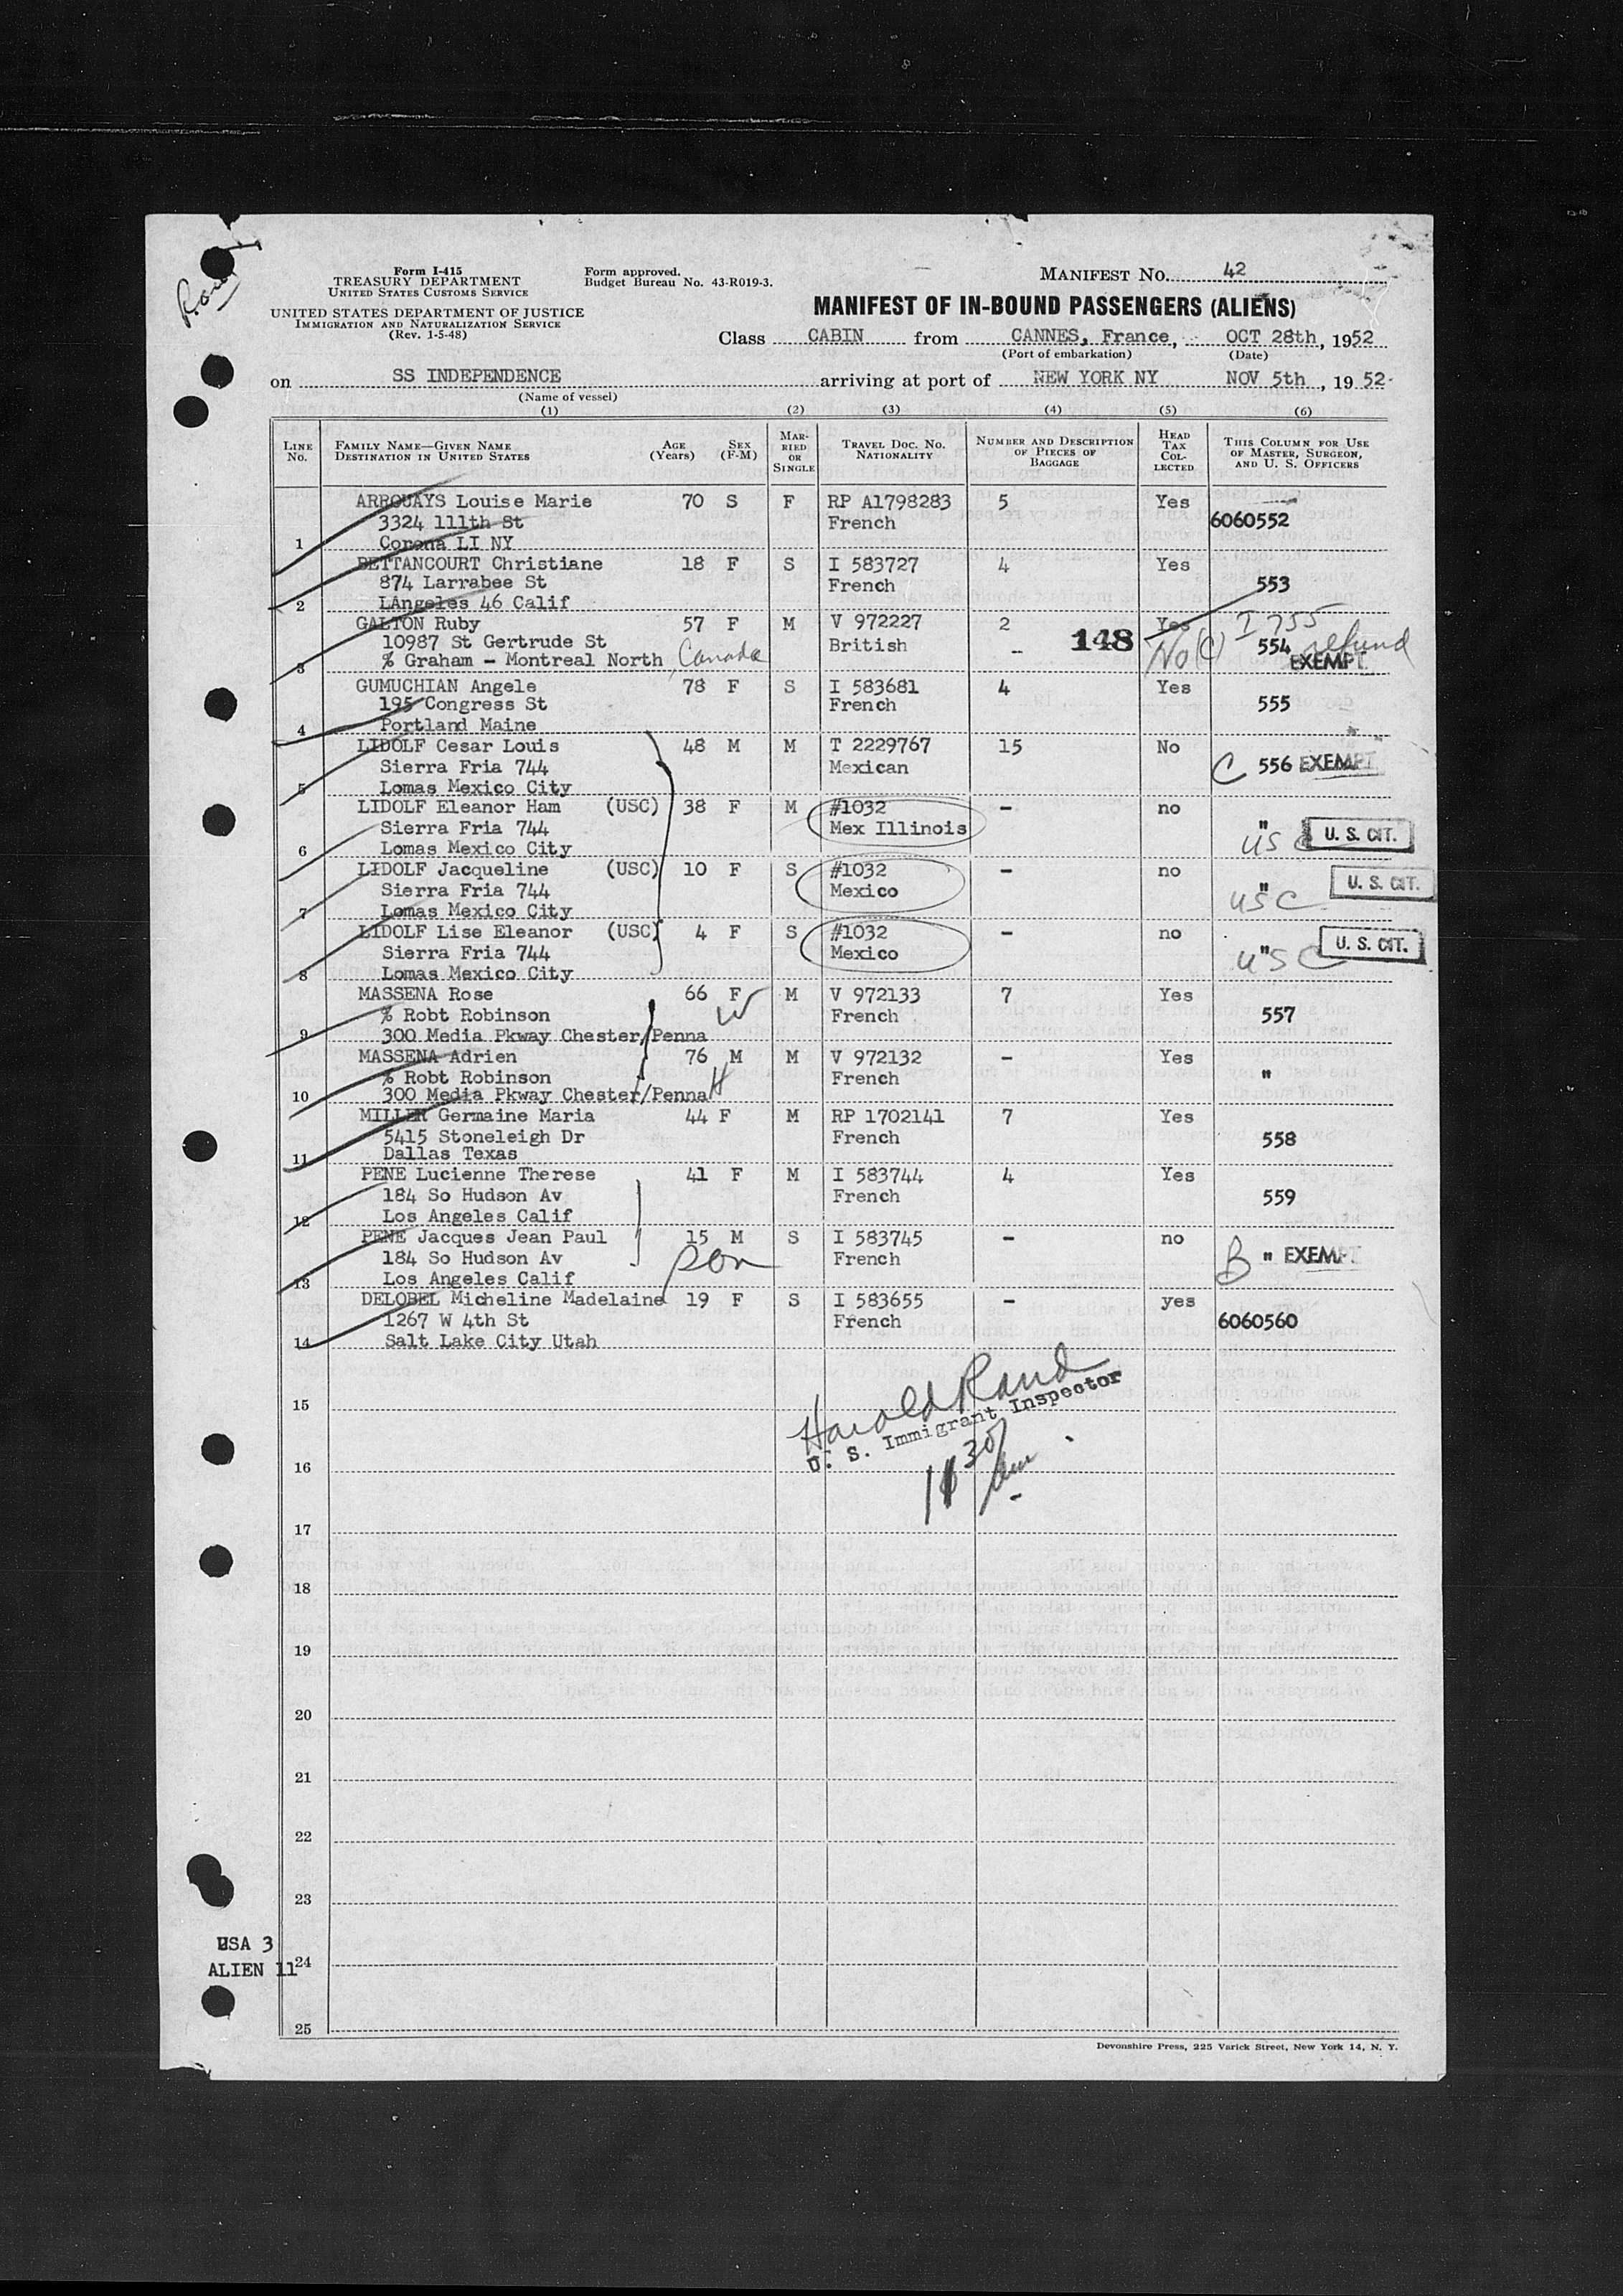 Form I-415
TREASURY DEPARTMENT
UNITED STATES CUSTOMS SERVICE
UNITED STATES DEPARTMENT OF JUSTICE
IMMIGRATION AND NATURALIZATION SERVICE
(Rev. 1-5-48)
Form approved.
Budget Bureau No. 43-R019-3.
MANIFEST NO. 42
MANIFEST OF IN-BOUND PASSENGERS (ALIENS)
Class CABIN from CANNES, France, OCT 28th, 1952
(Port of embarkation) (Date)
on SS INDEPENDENCE arriving at port of NEW YORK NY NOV 5th, 1952
(Name of vessel)
(1) (2) (3) (4) (5) (6)
LINE No. FAMILY NAME—GIVEN NAME DESTINATION IN UNITED STATES AGE (Years) SEX (F-M) MARRIED OR SINGLE TRAVEL DOC. NO. NATIONALITY NUMBER AND DESCRIPTION OF PIECES OF BAGGAGE HEAD TAX COLLECTED THIS COLUMN FOR USE OF MASTER, SURGEON, AND U. S. OFFICERS
ARROUAYS Louise Marie 70 S F RP A1798283 5 Yes
3324 111th St French 6060552
1 Corona LI NY
BETTANCOURT Christiane 18 F S I 583727 4 Yes
874 Larrabee St French 553
2 LAngeles 46 Calif
GALTON Ruby 57 F M V 972227 2 Yes I 755
10987 St Gertrude St British - 148 No (C) 554 refund
3 % Graham - Montreal North Canada EXEMPT
GUMUCHIAN Angele 78 F S I 583681 4 Yes
195 Congress St French 555
4 Portland Maine
LIDOLF Cesar Louis 48 M M T 2229767 15 No
Sierra Fria 744 Mexican C 556 EXEMPT
5 Lomas Mexico City
LIDOLF Eleanor Ham (USC) 38 F M #1032 - no
Sierra Fria 744 Mex Illinois " USC U. S. CIT.
6 Lomas Mexico City
LIDOLF Jacqueline (USC) 10 F S #1032 - no
Sierra Fria 744 Mexico " USC U. S. CIT.
7 Lomas Mexico City
LIDOLF Lise Eleanor (USC) 4 F S #1032 - no
Sierra Fria 744 Mexico " USC U. S. CIT.
8 Lomas Mexico City
MASSENA Rose 66 F W M V 972133 7 Yes
% Robt Robinson French 557
9 300 Media Pkway Chester/Penna
MASSENA Adrien 76 M M V 972132 - Yes
% Robt Robinson H French "
10 300 Media Pkway Chester/Penna
MILLER Germaine Maria 44 F M RP 1702141 7 Yes
5415 Stoneleigh Dr French 558
11 Dallas Texas
PENE Lucienne Therese 41 F M I 583744 4 Yes
184 So Hudson Av French 559
12 Los Angeles Calif
PENE Jacques Jean Paul 15 M S I 583745 - no
184 So Hudson Av son French B " EXEMPT
13 Los Angeles Calif
DELOBEL Micheline Madelaine 19 F S I 583655 - yes
1267 W 4th St French 6060560
14 Salt Lake City Utah
Harold Rand
U. S. Immigrant Inspector
15
16
17
18
19
20
21
22
23
USA 3
ALIEN 11
24
25
Devonshire Press, 225 Varick Street, New York 14, N. Y.